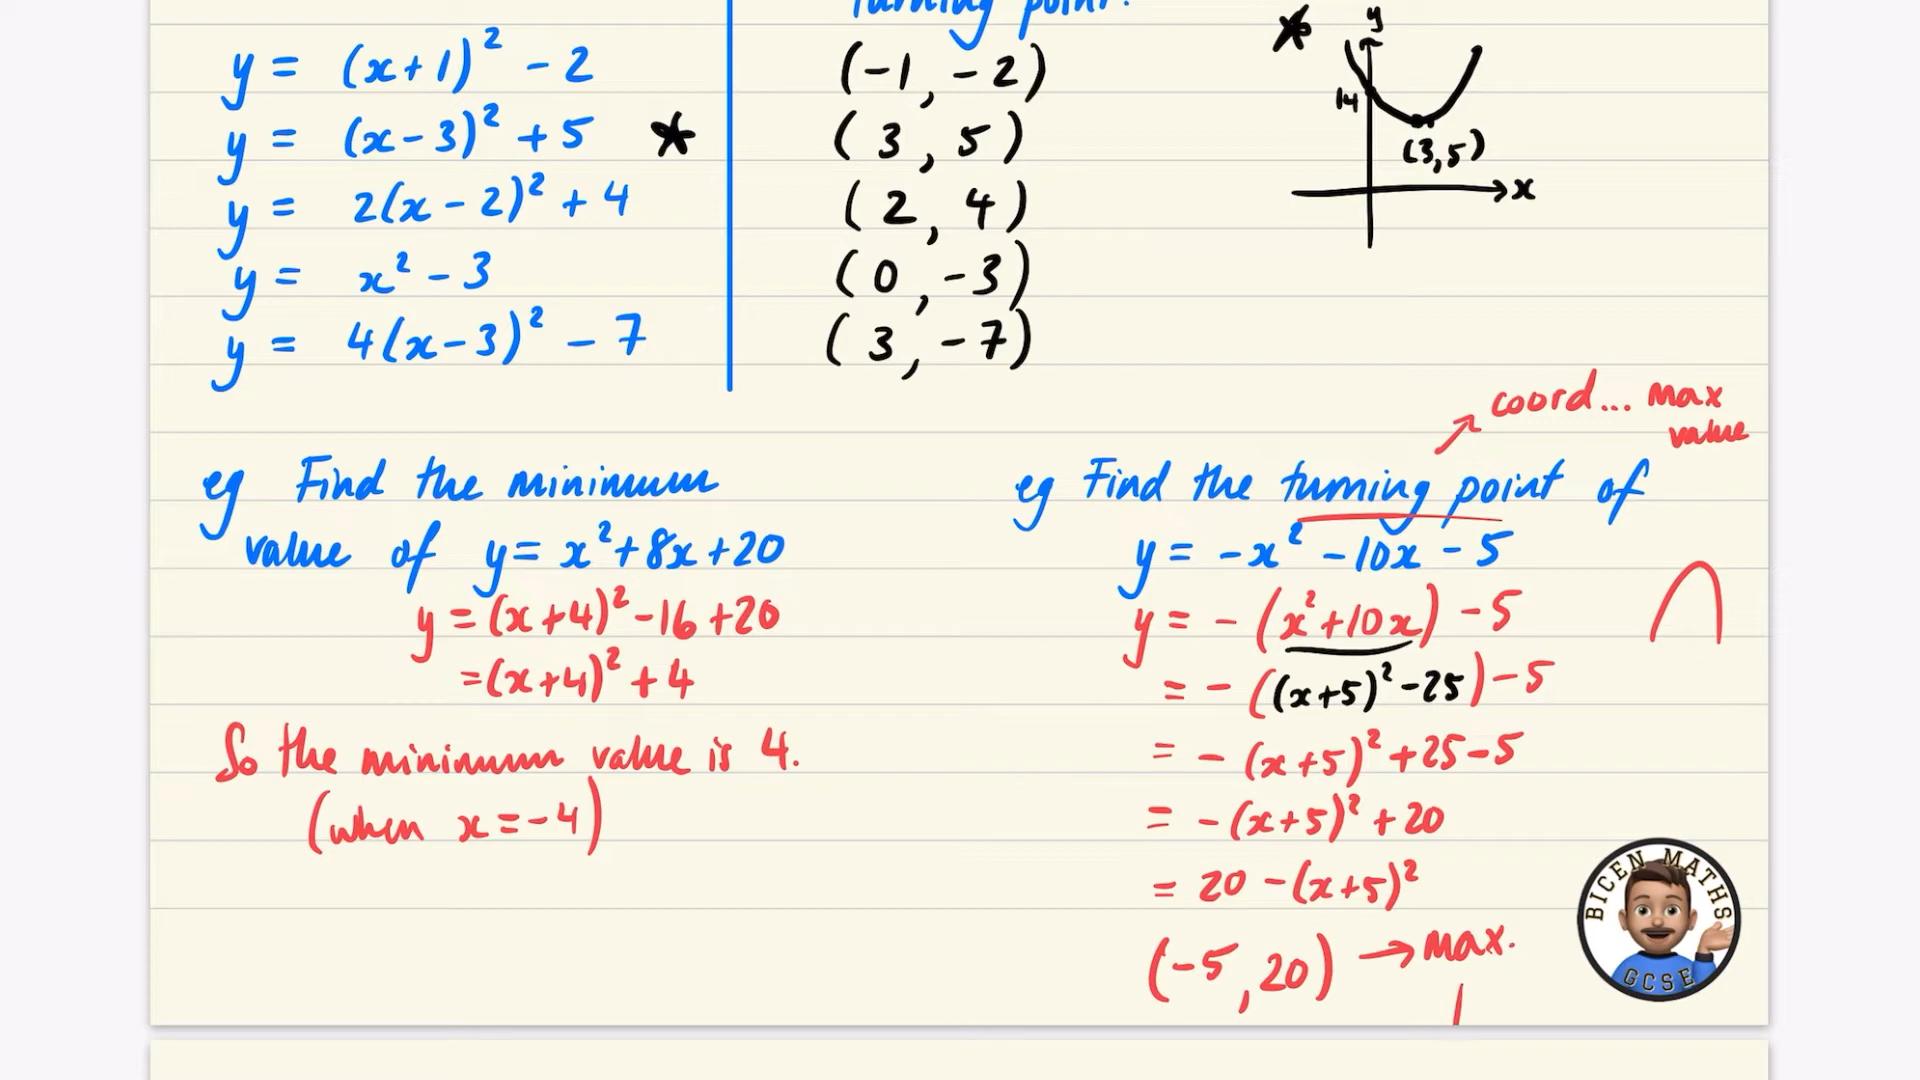 turning point.
y = (x+1)² - 2 (-1, -2)
y = (x-3)² + 5 ★ (3, 5)
y = 2(x-2)² + 4 (2, 4)
y = x² - 3 (0, -3)
y = 4(x-3)² - 7 (3, -7)
★ y
14
(3,5)
x
eg Find the minimum
value of y = x²+8x+20
y = (x+4)² -16 +20
=(x+4)² + 4
So the minimum value is 4.
(when x = -4)
coord... max
value
eg Find the turning point of
y = -x² - 10x - 5
y = - (x²+10x) - 5
= - ((x+5)² -25) - 5
= - (x+5)² +25-5
= -(x+5)² + 20
= 20 -(x+5)²
(-5, 20) → max.
BICEN MATHS
GCSE